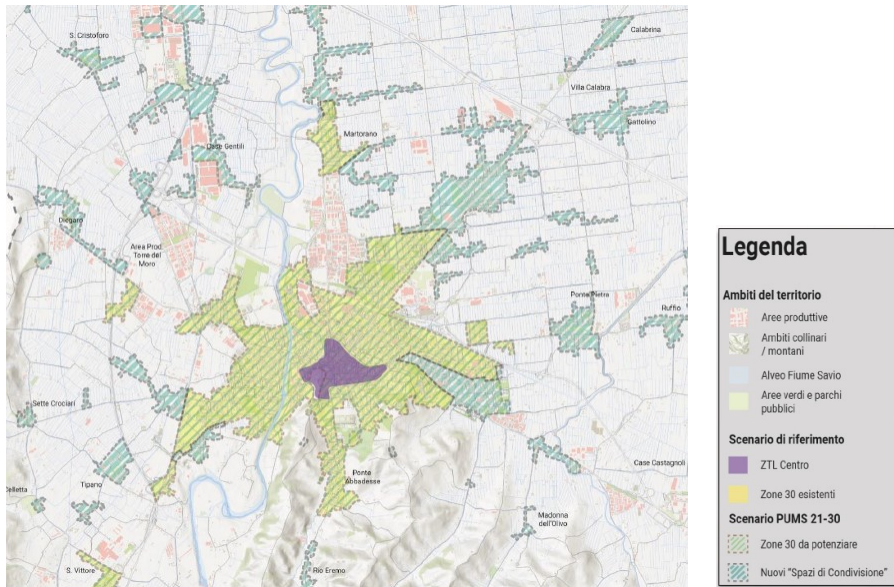 S. Cristoforo
Calabrina
Villa Calabra
Gattolino
Martorano
Case Gentili
Diegaro
Area Prod
Torre del
Moro
Ponte Pietra
Ruffio
Sette Crociari
Tipano
Celletta
Ponte
Abbadesse
Case Castagnoli
Madonna
dell'Olivo
S. Vittore
Rio Eremo
Legenda
Ambiti del territorio
Aree produttive
Ambiti collinari
/ montani
Alveo Fiume Savio
Aree verdi e parchi
pubblici
Scenario di riferimento
ZTL Centro
Zone 30 esistenti
Scenario PUMS 21-30
Zone 30 da potenziare
Nuovi "Spazi di Condivisione"